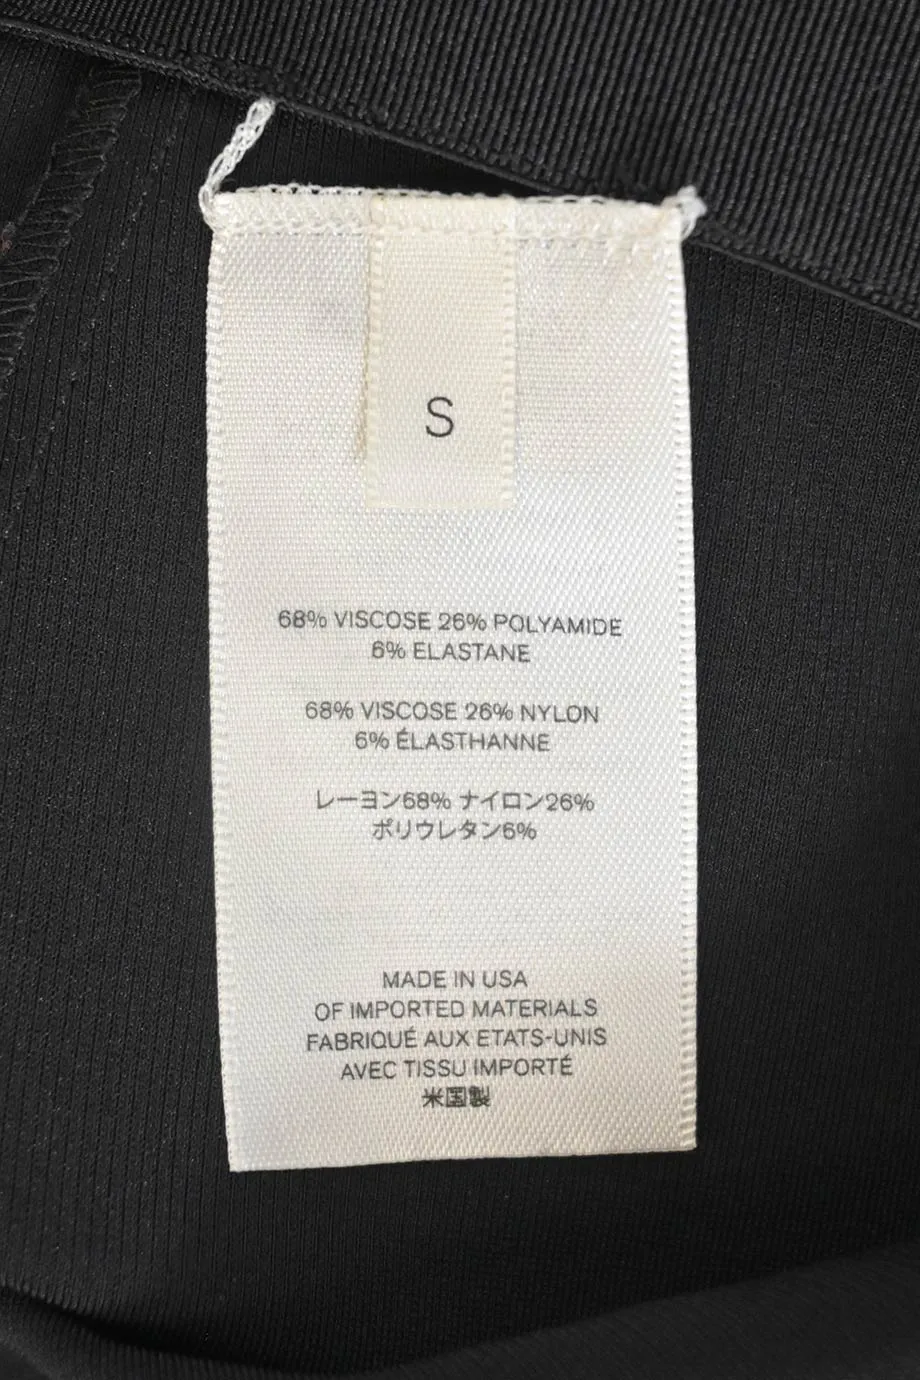 S
68% VISCOSE 26% POLYAMIDE
6% ELASTANE
68% VISCOSE 26% NYLON
6% ÉLASTHANNE
レーヨン68% ナイロン26%
ポリウレタン6%
MADE IN USA
OF IMPORTED MATERIALS
FABRIQUÉ AUX ETATS-UNIS
AVEC TISSU IMPORTÉ
米国製